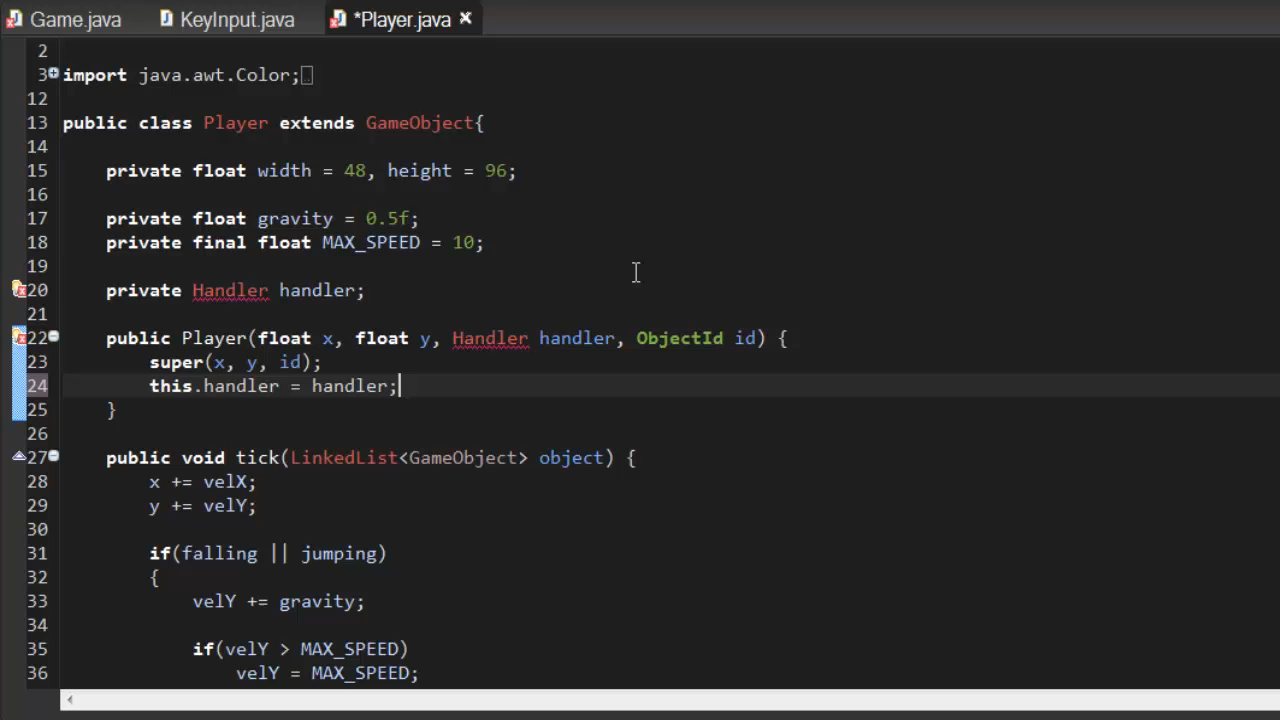 Game.java KeyInput.java *Player.java
2
3 import java.awt.Color;
12
13 public class Player extends GameObject{
14
15 private float width = 48, height = 96;
16
17 private float gravity = 0.5f;
18 private final float MAX_SPEED = 10;
19
20 private Handler handler;
21
22 public Player(float x, float y, Handler handler, ObjectId id) {
23 super(x, y, id);
24 this.handler = handler;
25 }
26
27 public void tick(LinkedList<GameObject> object) {
28 x += velX;
29 y += velY;
30
31 if(falling || jumping)
32 {
33 velY += gravity;
34
35 if(velY > MAX_SPEED)
36 velY = MAX_SPEED;